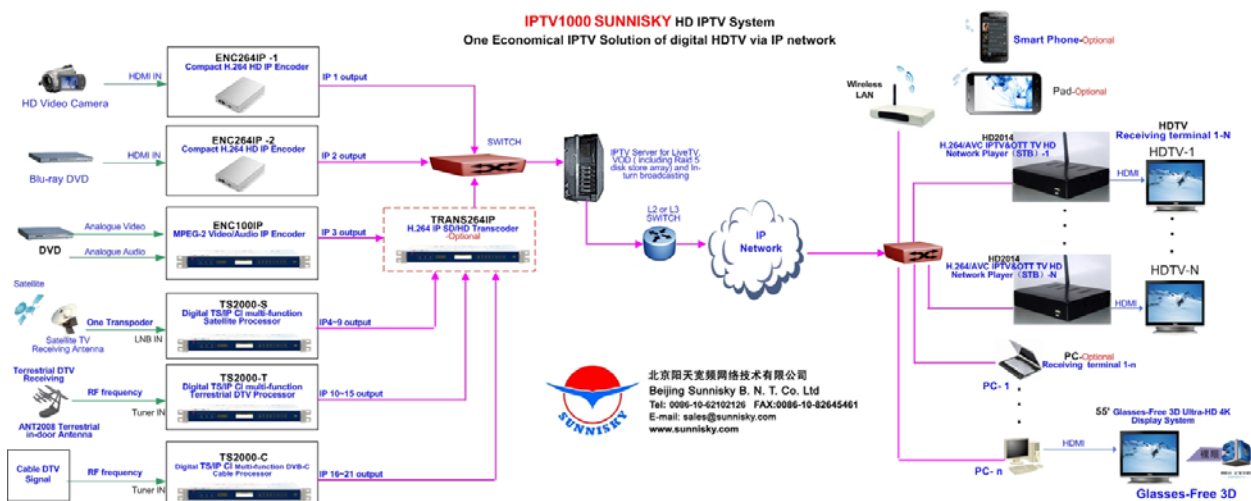 IPTV1000 SUNNISKY HD IPTV System
One Economical IPTV Solution of digital HDTV via IP network
ENC264IP -1
Compact H.264 HD IP Encoder
HDMI IN
HD Video Camera
IP 1 output
ENC264IP -2
Compact H.264 HD IP Encoder
HDMI IN
Blu-ray DVD
IP 2 output
SWITCH
ENC100IP
MPEG-2 Video/Audio IP Encoder
Analogue Video
DVD
Analogue Audio
IP 3 output
TRANS264IP
H.264 IP SD/HD Transcoder
-Optional
Satellite
TS2000-S
Digital TS/IP CI multi-function
Satellite Processor
One Transpoder
LNB IN
Satellite TV
Receiving Antenna
IP4~9 output
Terrestrial DTV
Receiving
TS2000-T
Digital TS/IP CI multi-function
Terrestrial DTV Processor
RF frequency
Tuner IN
ANT2008 Terrestrial
in-door Antenna
IP 10~15 output
TS2000-C
Digital TS/IP CI Multi-function DVB-C
Cable Processor
Cable DTV
Signal
RF frequency
Tuner IN
IP 16~21 output
IPTV Server for LiveTV,
VOD ( including Raid 5
disk store array) and In-
turn broadcasting
L2 or L3
SWITCH
IP
Network
Wireless
LAN
Smart Phone-Optional
Pad-Optional
HD2014
H.264/AVC IPTV&OTT TV HD
Network Player（STB）-1
HDMI
HDTV
Receiving terminal 1-N
HDTV-1
HD2014
H.264/AVC IPTV&OTT TV HD
Network Player（STB）-N
HDMI
HDTV-N
PC-Optional
Receiving terminal 1-n
PC- 1
55' Glasses-Free 3D Ultra-HD 4K
Display System
HDMI
PC- n
Glasses-Free 3D
SUNNISKY
北京阳天宽频网络技术有限公司
Beijing Sunnisky B. N. T. Co. Ltd
Tel: 0086-10-62102126 FAX:0086-10-82645461
E-mail: sales@sunnisky.com
www.sunnisky.com